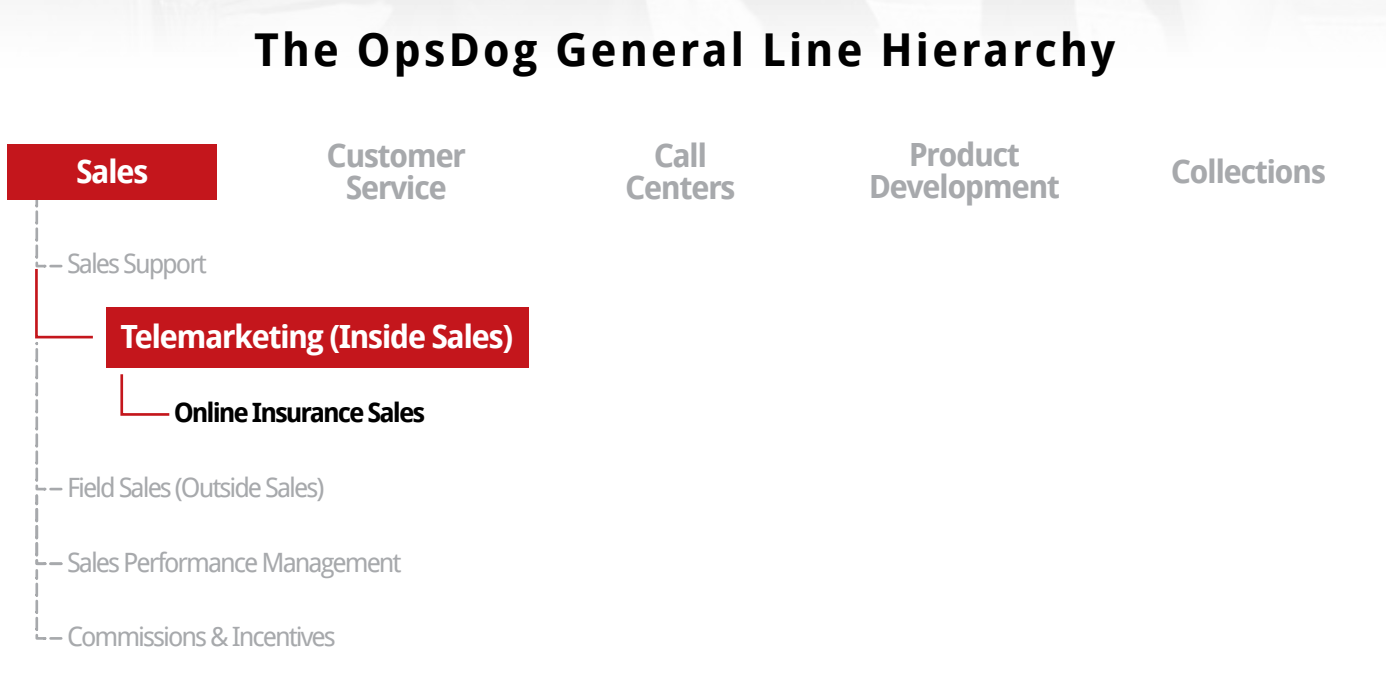 The OpsDog General Line Hierarchy
Sales
Customer
Service
Call
Centers
Product
Development
Collections
Sales Support
Telemarketing (Inside Sales)
Online Insurance Sales
Field Sales (Outside Sales)
Sales Performance Management
Commissions & Incentives